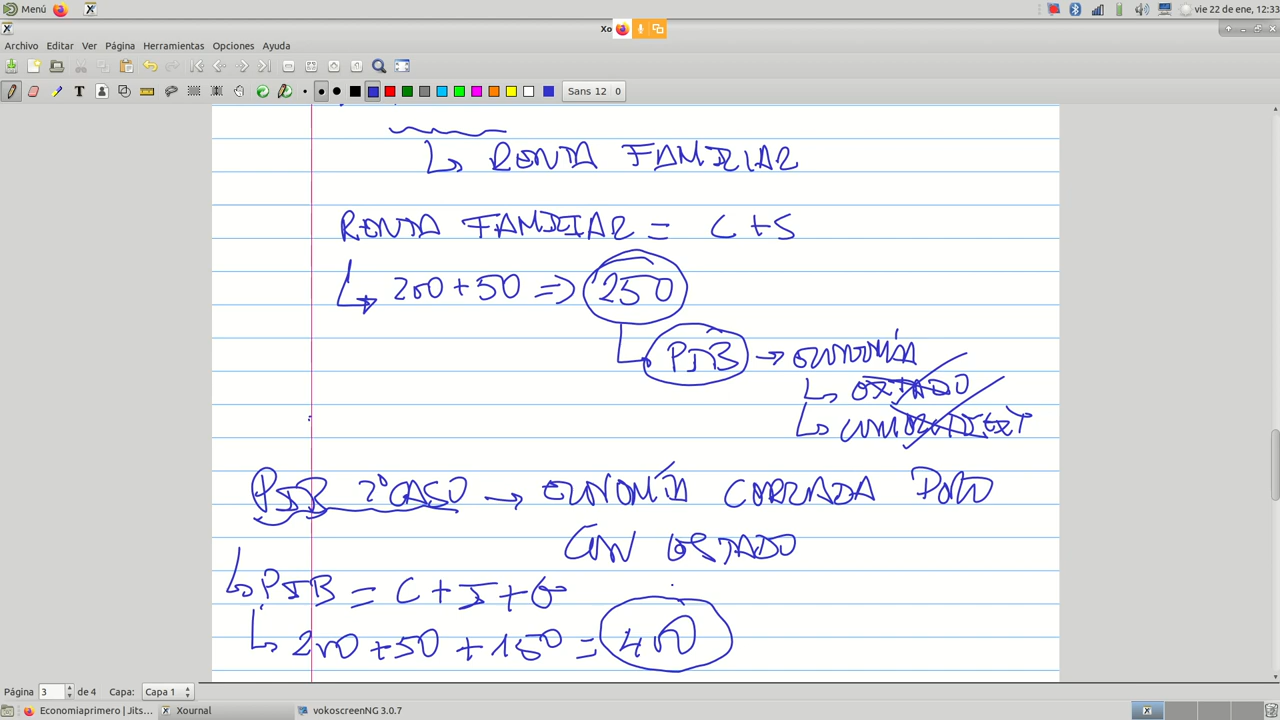 Menú
vie 22 de ene, 12:33
Xo
Archivo Editar Ver Página Herramientas Opciones Ayuda
Sans 12 0
↳ RENTA FAMILIAR
RENTA FAMILIAR = C + S
↳ 200 + 50 => 250
↳ PIB → ECONOMÍA
↳ ESTADO
↳
PIB 2º CASO → ECONOMÍA CERRADA PERO
CON ESTADO
↳ PIB = C + I + G
↳ 200 + 50 + 150 = 400
Página 3 de 4 Capa: Capa 1
Economiaprimero | Jits... Xournal vokoscreenNG 3.0.7